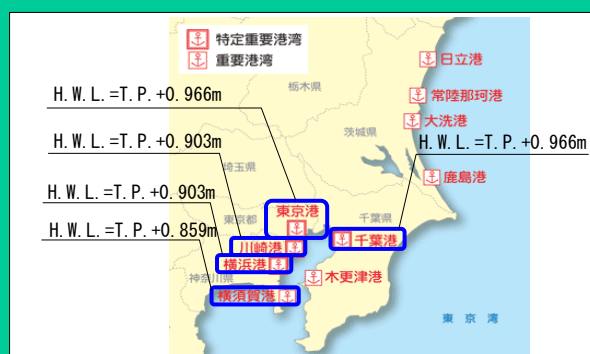 特定重要港湾
重要港湾
日立港
栃木県
H.W.L.=T.P.+0.966m
常陸那珂港
大洗港
茨城県
H.W.L.=T.P.+0.903m
H.W.L.=T.P.+0.966m
埼玉県
鹿島港
H.W.L.=T.P.+0.903m
東京港
東京都
千葉県
H.W.L.=T.P.+0.859m
川崎港
千葉港
横浜港
神奈川県
木更津港
横須賀港
東京湾